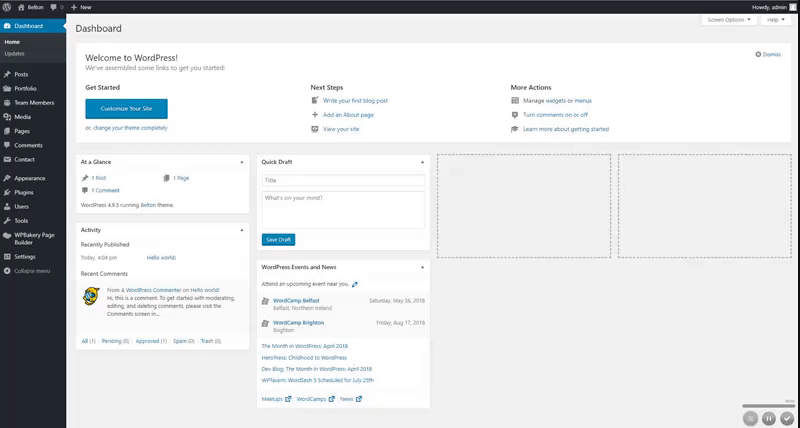 Belton 0 New Howdy, admin
Dashboard
Home
Updates
Posts
Portfolio
Team Members
Media
Pages
Comments
Contact
Appearance
Plugins
Users
Tools
WPBakery Page
Builder
Settings
Collapse menu
Screen Options Help
Dashboard
Welcome to WordPress!
Dismiss
We've assembled some links to get you started:
Get Started
Customize Your Site
or, change your theme completely
Next Steps
Write your first blog post
Add an About page
View your site
More Actions
Manage widgets or menus
Turn comments on or off
Learn more about getting started
At a Glance
1 Post 1 Page
1 Comment
WordPress 4.9.5 running Belton theme.
Activity
Recently Published
Today, 4:04 pm Hello world!
Recent Comments
From A WordPress Commenter on Hello world!
Hi, this is a comment. To get started with moderating,
editing, and deleting comments, please visit the
Comments screen in...
All (1) | Pending (0) | Approved (1) | Spam (0) | Trash (0)
Quick Draft
Title
What's on your mind?
Save Draft
WordPress Events and News
Attend an upcoming event near you.
WordCamp Belfast Saturday, May 26, 2018
Belfast, Northern Ireland
WordCamp Brighton Friday, Aug 17, 2018
Brighton
The Month in WordPress: April 2018
HeroPress: Childhood to WordPress
Dev Blog: The Month in WordPress: April 2018
WPTavern: WordSesh 5 Scheduled for July 25th
Meetups | WordCamps | News